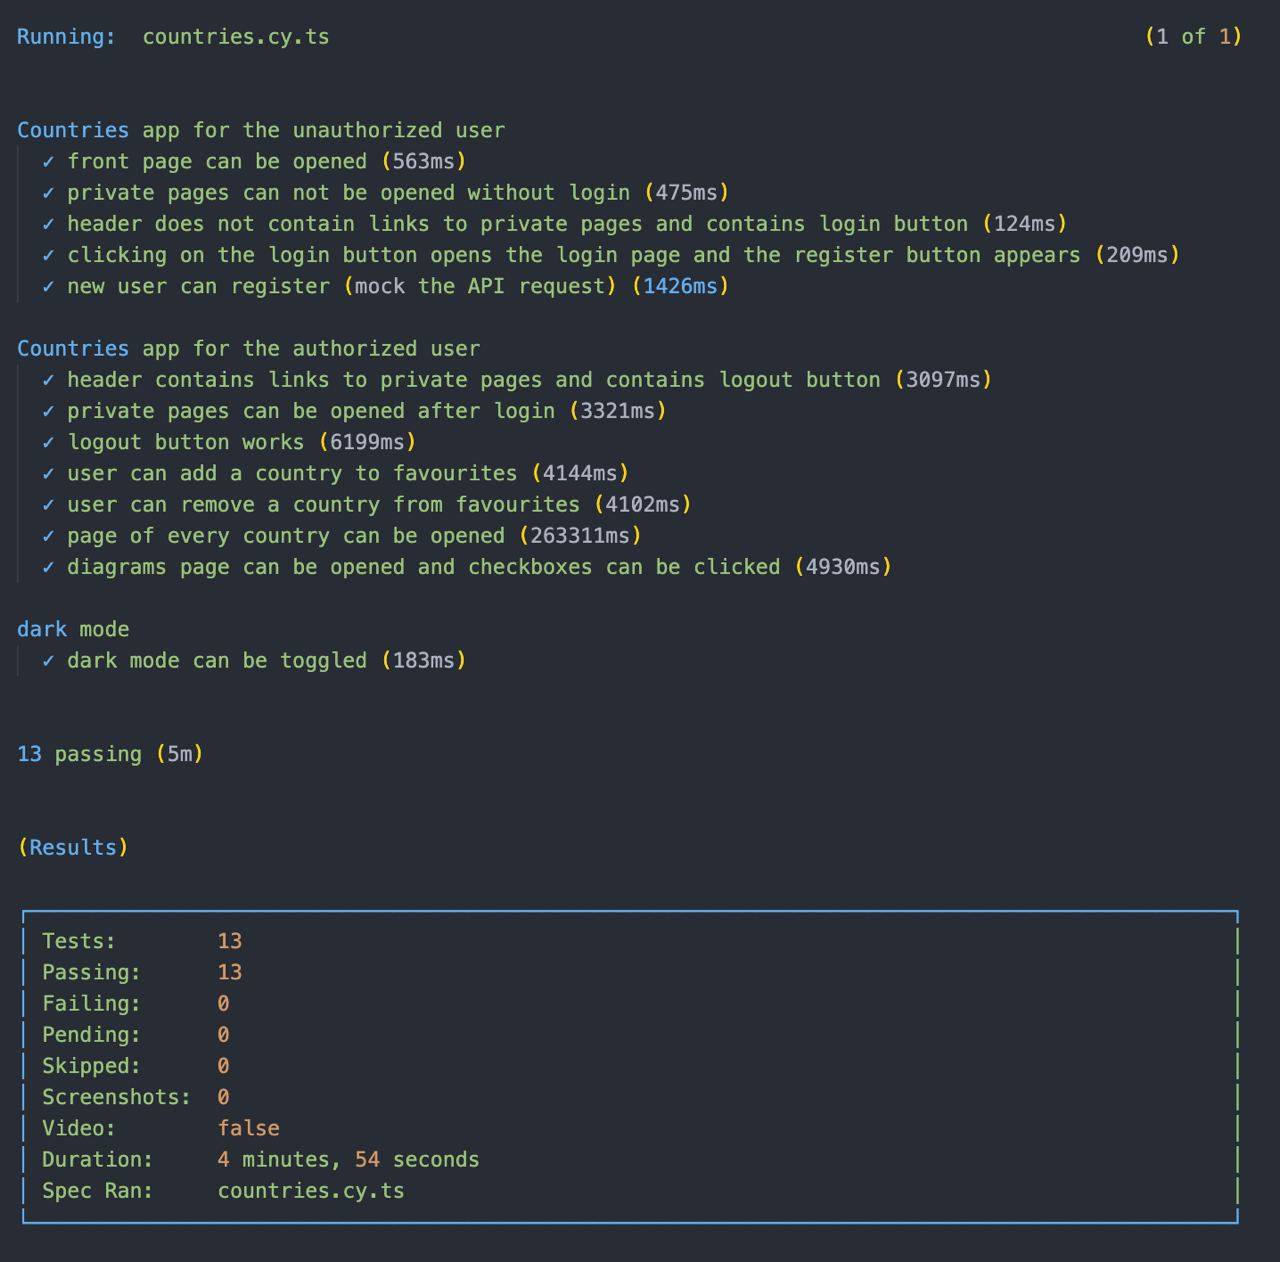 Running:  countries.cy.ts (1 of 1)
Countries app for the unauthorized user
✓ front page can be opened (563ms)
✓ private pages can not be opened without login (475ms)
✓ header does not contain links to private pages and contains login button (124ms)
✓ clicking on the login button opens the login page and the register button appears (209ms)
✓ new user can register (mock the API request) (1426ms)
Countries app for the authorized user
✓ header contains links to private pages and contains logout button (3097ms)
✓ private pages can be opened after login (3321ms)
✓ logout button works (6199ms)
✓ user can add a country to favourites (4144ms)
✓ user can remove a country from favourites (4102ms)
✓ page of every country can be opened (263311ms)
✓ diagrams page can be opened and checkboxes can be clicked (4930ms)
dark mode
✓ dark mode can be toggled (183ms)
13 passing (5m)
(Results)
Tests: 13
Passing: 13
Failing: 0
Pending: 0
Skipped: 0
Screenshots: 0
Video: false
Duration: 4 minutes, 54 seconds
Spec Ran: countries.cy.ts